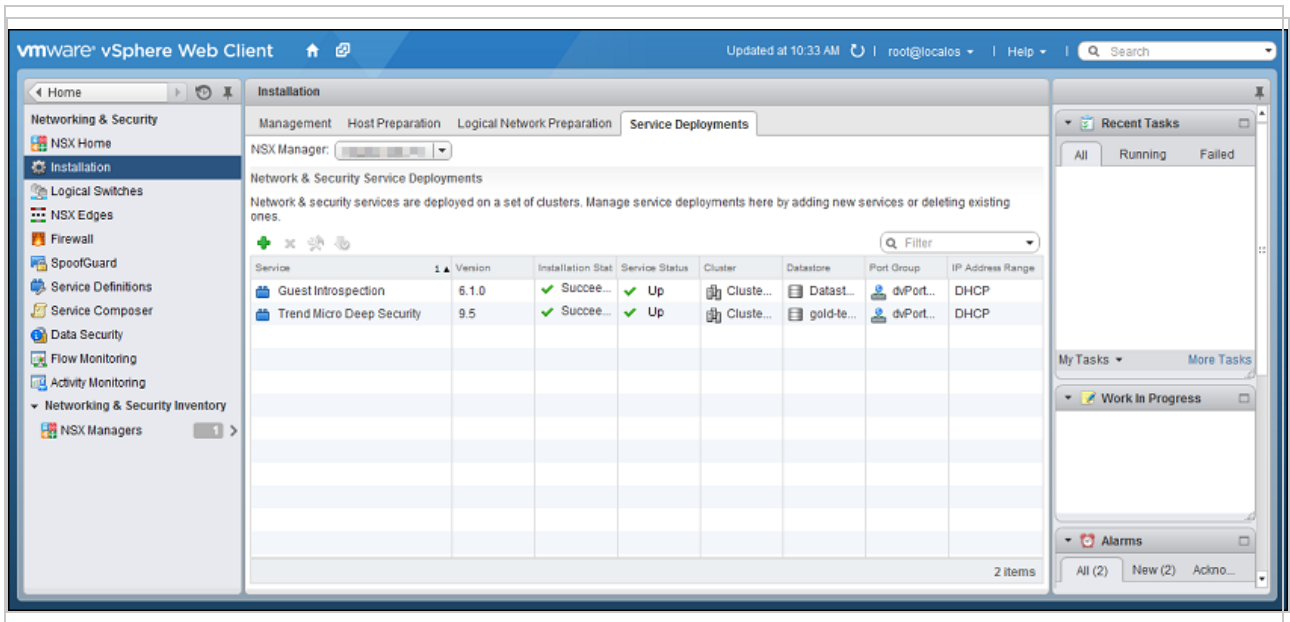 vmware® vSphere Web Client
Updated at 10:33 AM | root@localos | Help | Search
Home
Networking & Security
NSX Home
Installation
Logical Switches
NSX Edges
Firewall
SpoofGuard
Service Definitions
Service Composer
Data Security
Flow Monitoring
Activity Monitoring
Networking & Security Inventory
NSX Managers 1
Installation
Management Host Preparation Logical Network Preparation Service Deployments
NSX Manager:
Network & Security Service Deployments
Network & security services are deployed on a set of clusters. Manage service deployments here by adding new services or deleting existing
ones.
Filter
Service 1 Version Installation Stat Service Status Cluster Datastore Port Group IP Address Range
Guest Introspection 6.1.0 Succee... Up Cluste... Datast... dvPort... DHCP
Trend Micro Deep Security 9.5 Succee... Up Cluste... gold-te... dvPort... DHCP
2 items
Recent Tasks
All Running Failed
My Tasks More Tasks
Work In Progress
Alarms
All (2) New (2) Ackno...